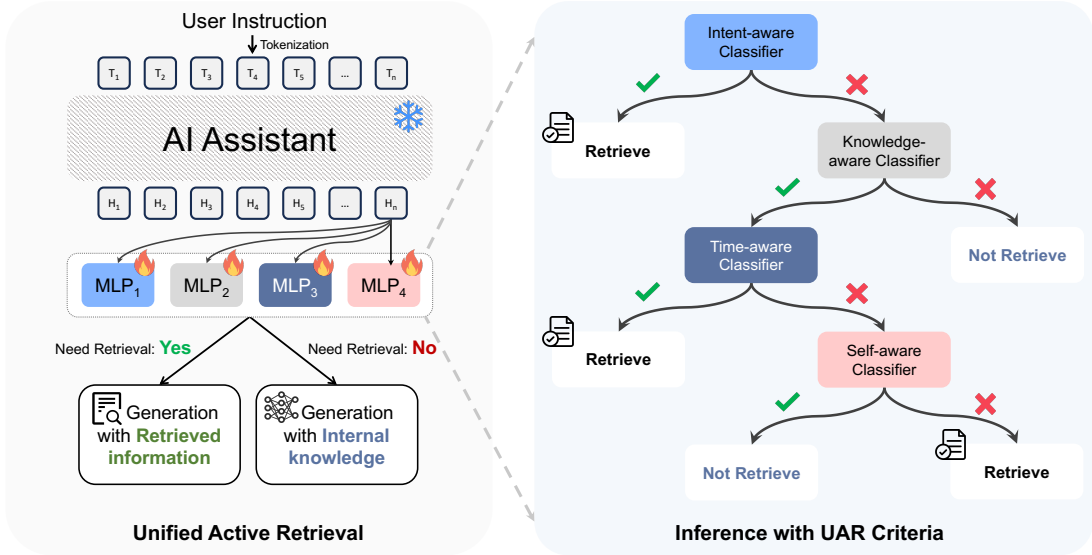 User Instruction
Tokenization
T1 T2 T3 T4 T5 ... Tn
AI Assistant
H1 H2 H3 H4 H5 ... Hn
MLP1 MLP2 MLP3 MLP4
Need Retrieval: Yes
Need Retrieval: No
Generation
with Retrieved
information
Generation
with Internal
knowledge
Unified Active Retrieval
Intent-aware
Classifier
Retrieve
Knowledge-
aware Classifier
Time-aware
Classifier
Not Retrieve
Retrieve
Self-aware
Classifier
Not Retrieve
Retrieve
Inference with UAR Criteria